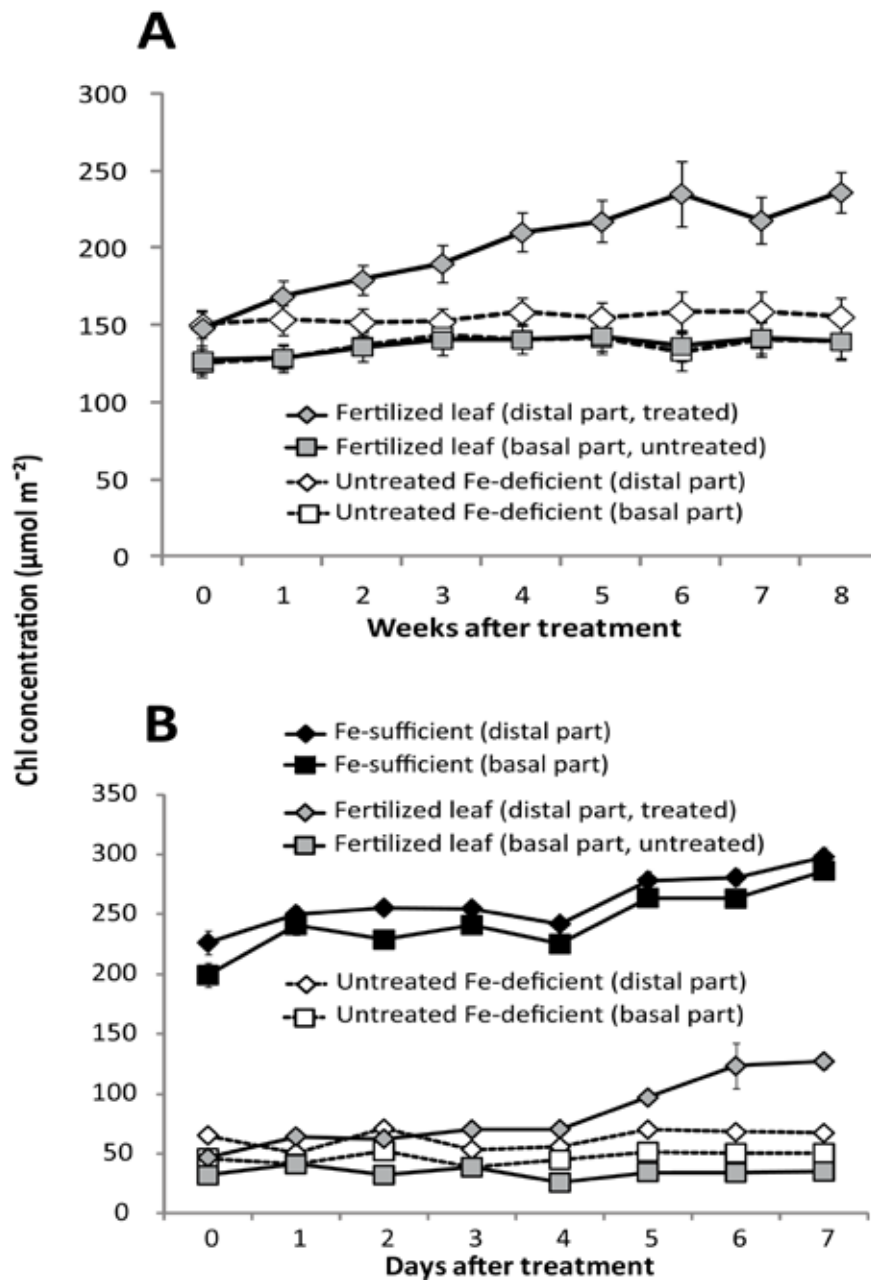 A
300
250
200
150
100
50
0
Fertilized leaf (distal part, treated)
Fertilized leaf (basal part, untreated)
Untreated Fe-deficient (distal part)
Untreated Fe-deficient (basal part)
0 1 2 3 4 5 6 7 8
Weeks after treatment
Chl concentration (µmol m⁻²)
B
Fe-sufficient (distal part)
Fe-sufficient (basal part)
Fertilized leaf (distal part, treated)
Fertilized leaf (basal part, untreated)
350
300
250
200
150
100
50
0
Untreated Fe-deficient (distal part)
Untreated Fe-deficient (basal part)
0 1 2 3 4 5 6 7
Days after treatment